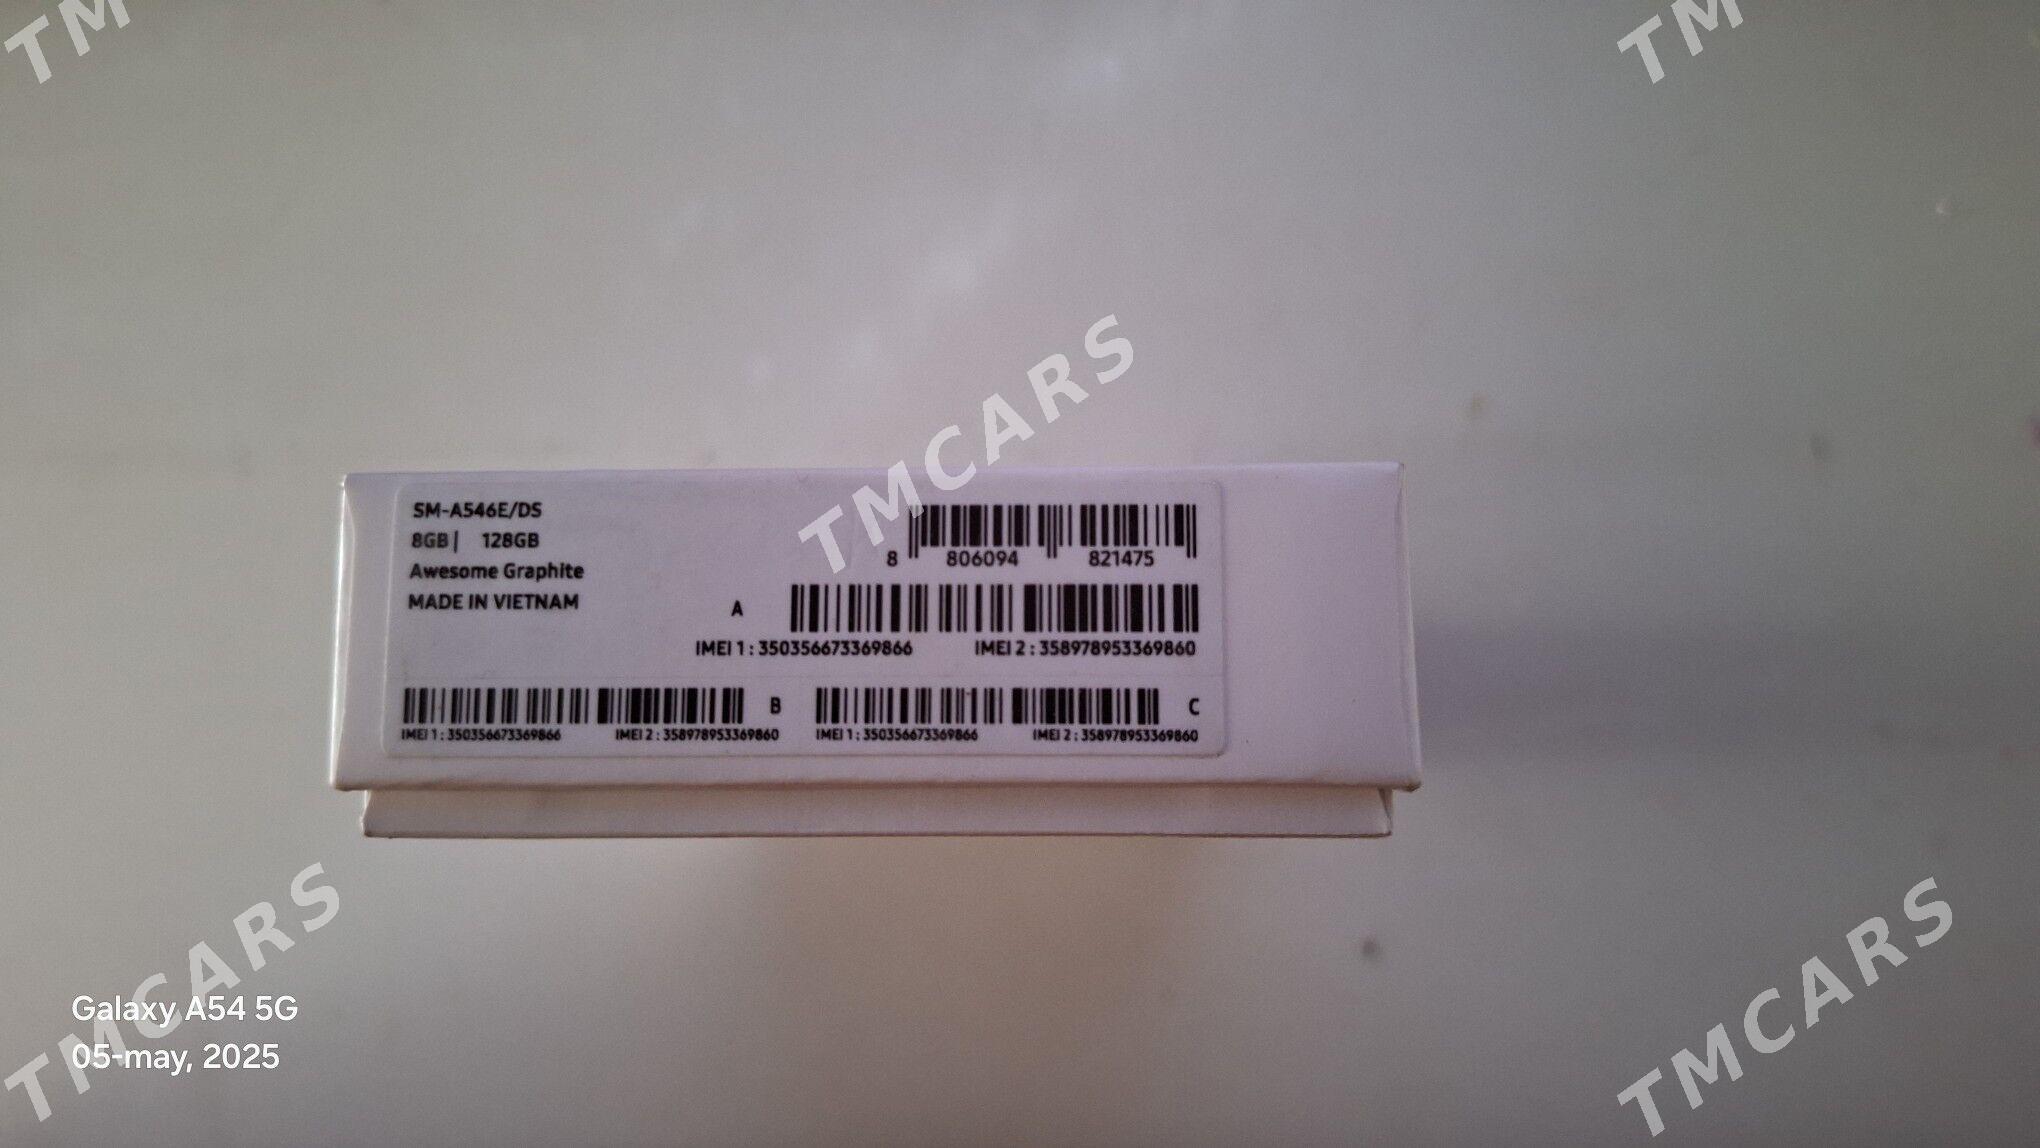 TM
TM
TMCARS
SM-A546E/DS
8GB | 128GB
Awesome Graphite
MADE IN VIETNAM
8 806094 821475
A
IMEI 1 : 350356673369866 IMEI 2 : 358978953369860
B
C
IMEI 1 : 350356673369866 IMEI 2 : 358978953369860 IMEI 1 : 350356673369866 IMEI 2 : 358978953369860
TMCARS
TMCARS
Galaxy A54 5G
05-may, 2025